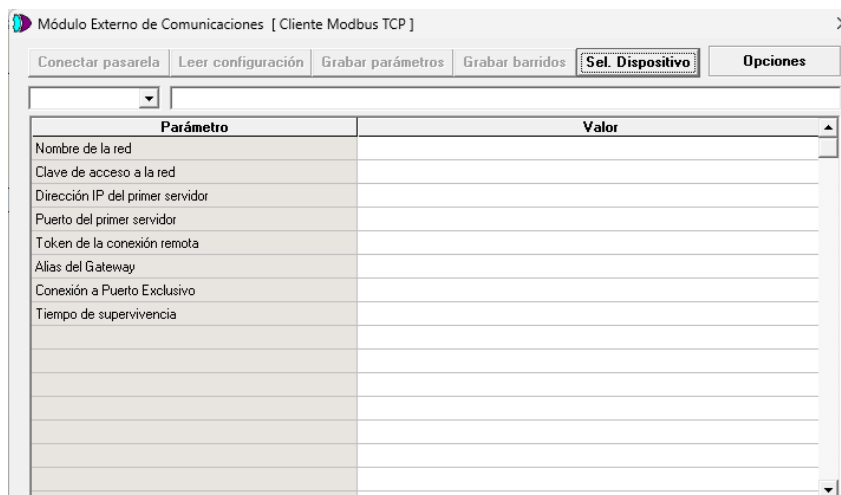 Módulo Externo de Comunicaciones [ Cliente Modbus TCP ]
Conectar pasarela Leer configuración Grabar parámetros Grabar barridos Sel. Dispositivo Opciones
Parámetro Valor
Nombre de la red
Clave de acceso a la red
Dirección IP del primer servidor
Puerto del primer servidor
Token de la conexión remota
Alias del Gateway
Conexión a Puerto Exclusivo
Tiempo de supervivencia